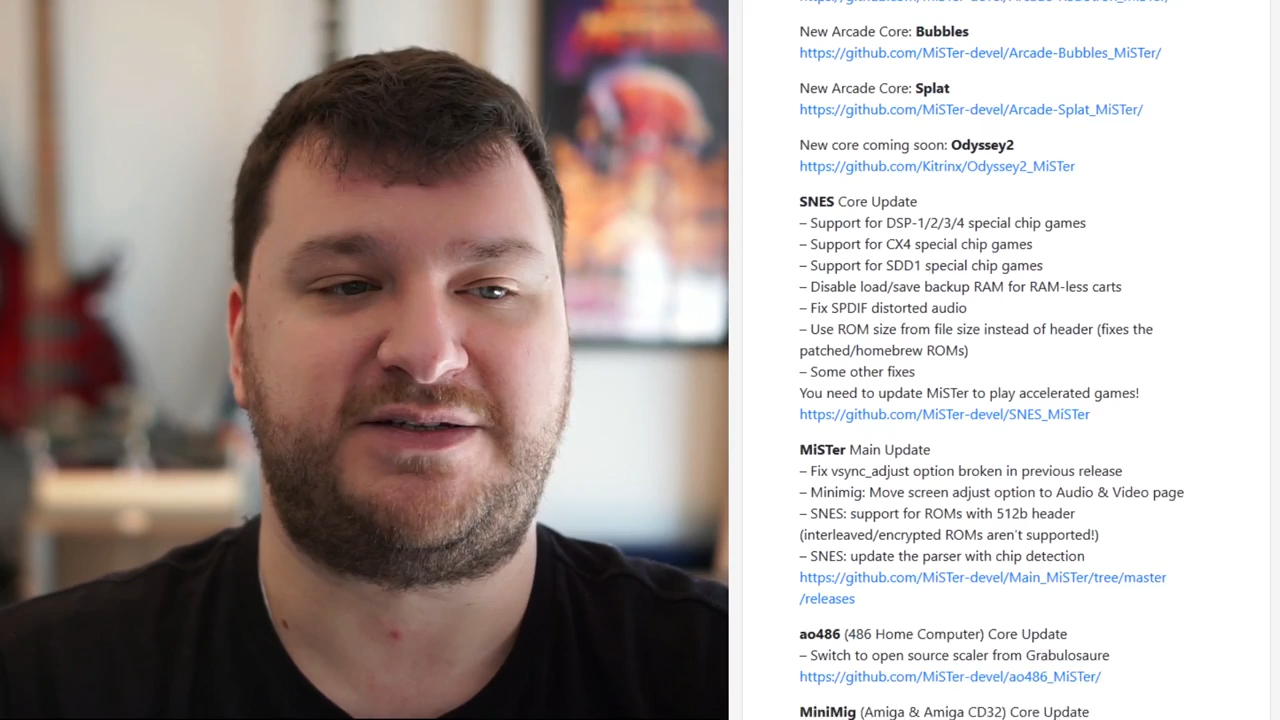 New Arcade Core: Bubbles
https://github.com/MiSTer-devel/Arcade-Bubbles_MiSTer/
New Arcade Core: Splat
https://github.com/MiSTer-devel/Arcade-Splat_MiSTer/
New core coming soon: Odyssey2
https://github.com/Kitrinx/Odyssey2_MiSTer
SNES Core Update
– Support for DSP-1/2/3/4 special chip games
– Support for CX4 special chip games
– Support for SDD1 special chip games
– Disable load/save backup RAM for RAM-less carts
– Fix SPDIF distorted audio
– Use ROM size from file size instead of header (fixes the
patched/homebrew ROMs)
– Some other fixes
You need to update MiSTer to play accelerated games!
https://github.com/MiSTer-devel/SNES_MiSTer
MiSTer Main Update
– Fix vsync_adjust option broken in previous release
– Minimig: Move screen adjust option to Audio & Video page
– SNES: support for ROMs with 512b header
(interleaved/encrypted ROMs aren't supported!)
– SNES: update the parser with chip detection
https://github.com/MiSTer-devel/Main_MiSTer/tree/master
/releases
ao486 (486 Home Computer) Core Update
– Switch to open source scaler from Grabulosaure
https://github.com/MiSTer-devel/ao486_MiSTer/
MiniMig (Amiga & Amiga CD32) Core Update